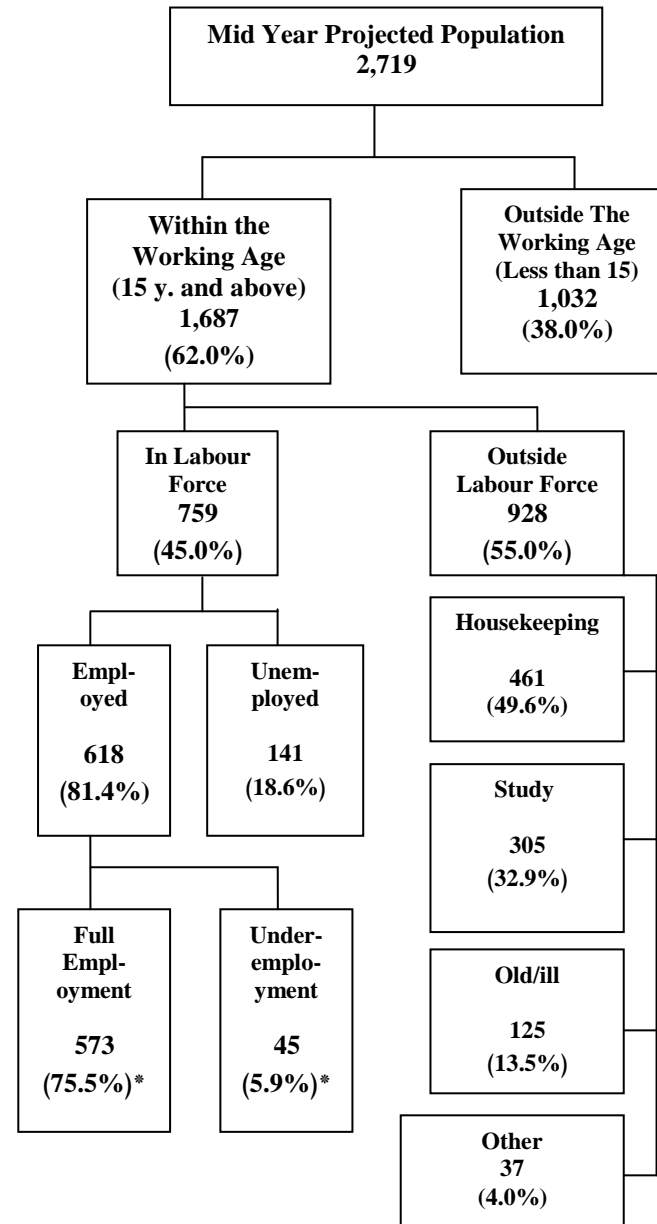 Mid Year Projected Population
2,719
Within the
Working Age
(15 y. and above)
1,687
(62.0%)
Outside The
Working Age
(Less than 15)
1,032
(38.0%)
In Labour
Force
759
(45.0%)
Outside
Labour Force
928
(55.0%)
Empl-
oyed
618
(81.4%)
Unem-
ployed
141
(18.6%)
Housekeeping
461
(49.6%)
Study
305
(32.9%)
Full
Empl-
oyment
573
(75.5%)*
Under-
emplo-
yment
45
(5.9%)*
Old/ill
125
(13.5%)
Other
37
(4.0%)